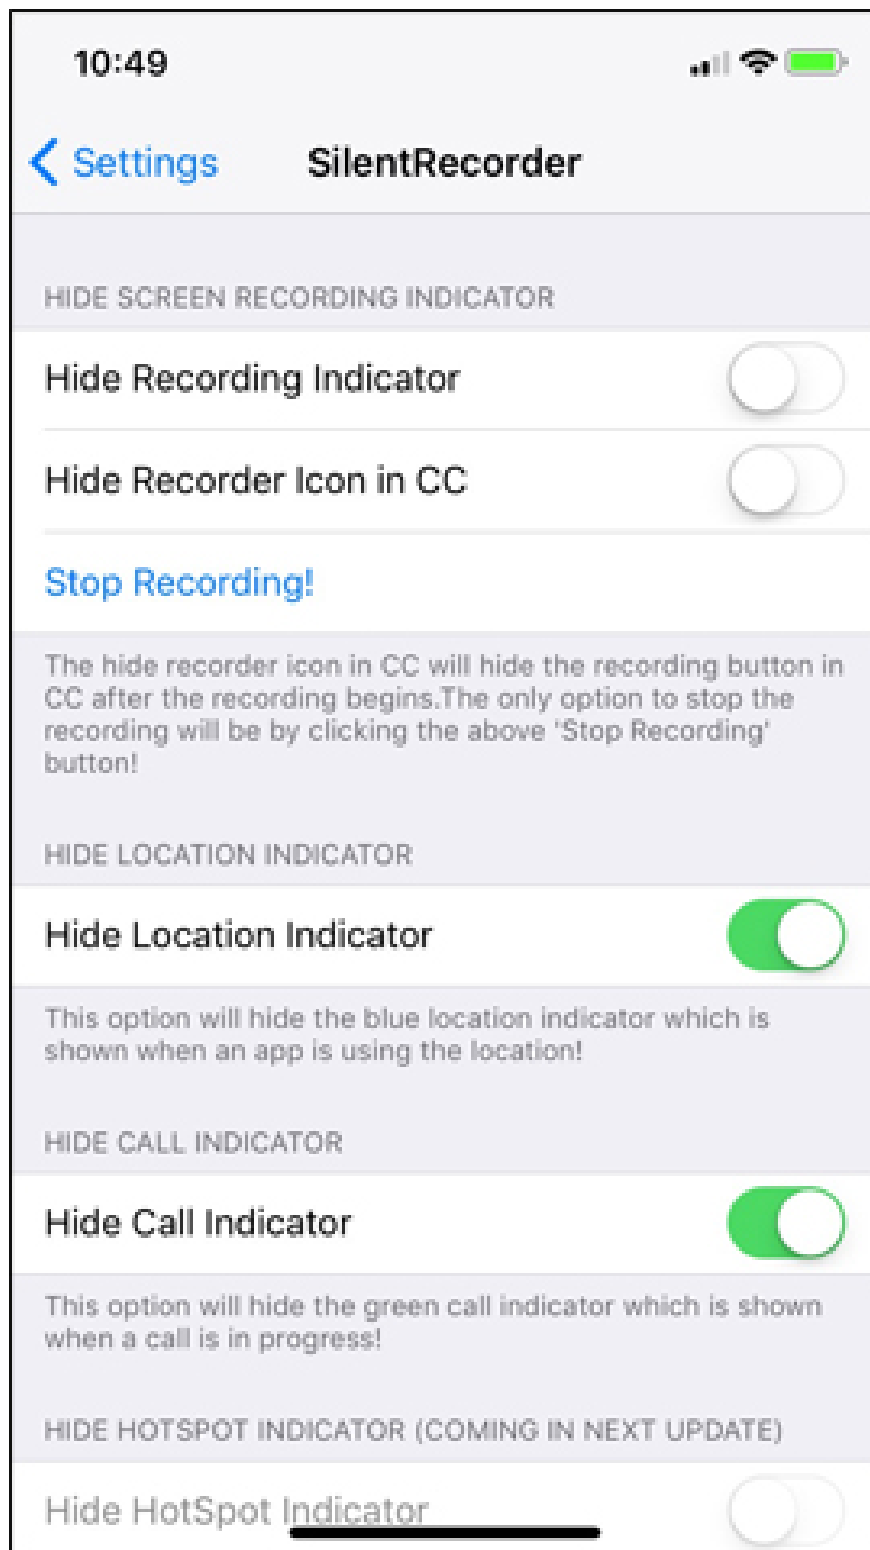 10:49
Settings SilentRecorder
HIDE SCREEN RECORDING INDICATOR
Hide Recording Indicator
Hide Recorder Icon in CC
Stop Recording!
The hide recorder icon in CC will hide the recording button in
CC after the recording begins.The only option to stop the
recording will be by clicking the above 'Stop Recording'
button!
HIDE LOCATION INDICATOR
Hide Location Indicator
This option will hide the blue location indicator which is
shown when an app is using the location!
HIDE CALL INDICATOR
Hide Call Indicator
This option will hide the green call indicator which is shown
when a call is in progress!
HIDE HOTSPOT INDICATOR (COMING IN NEXT UPDATE)
Hide HotSpot Indicator